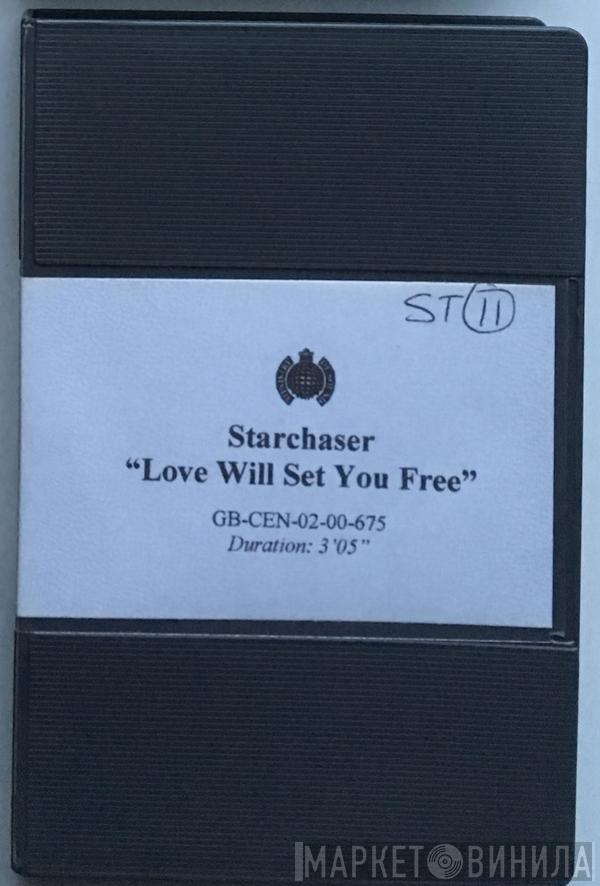 ST 11
Starchaser
“Love Will Set You Free”
GB-CEN-02-00-675
Duration: 3'05"
МАРКЕТ ВИНИЛА